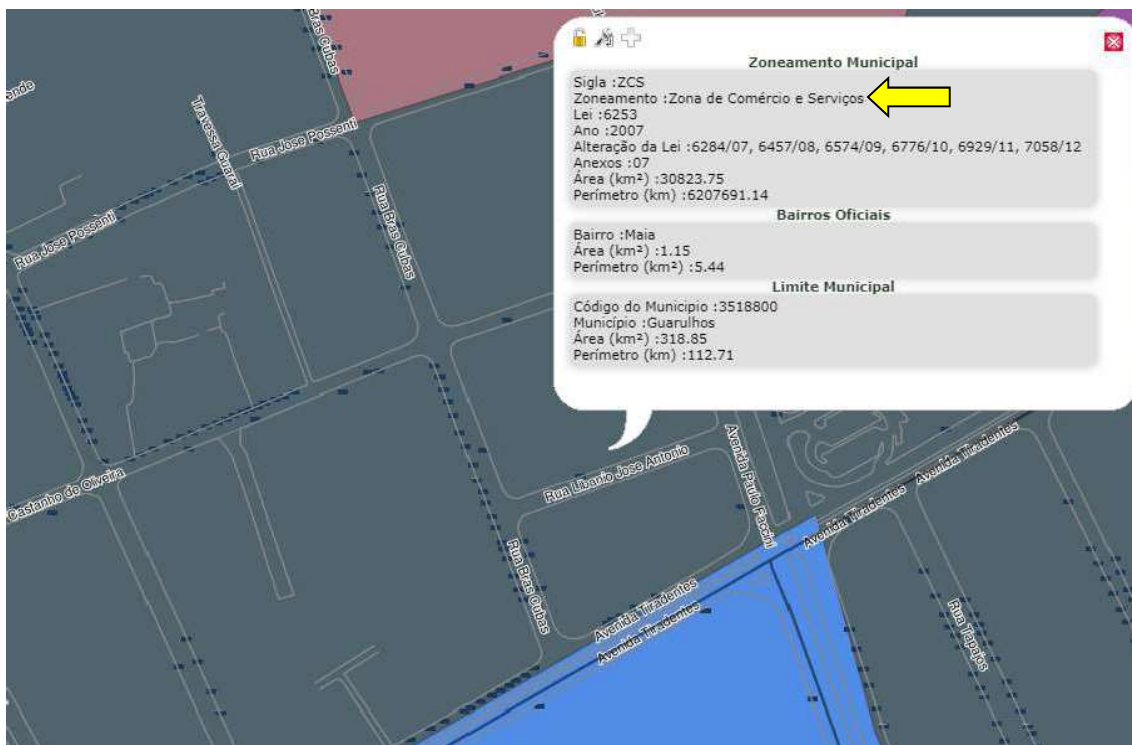 Zoneamento Municipal
Sigla :ZCS
Zoneamento :Zona de Comércio e Serviços
Lei :6253
Ano :2007
Alteração da Lei :6284/07, 6457/08, 6574/09, 6776/10, 6929/11, 7058/12
Anexos :07
Área (km²) :30823.75
Perímetro (km) :6207691.14
Bairros Oficiais
Bairro :Maia
Área (km²) :1.15
Perímetro (km²) :5.44
Limite Municipal
Código do Municipio :3518800
Município :Guarulhos
Área (km²) :318.85
Perímetro (km) :112.71
Bras Cubas
ende
Travessa Guaral
Rua Jose Possenti
Rua Jose Possenti
Rua Bras Cubas
Castanho de Oliveira
Rua Libanio Jose Antonio
Avenida Paulo Faccini
Avenida Tiradentes
Avenida Tiradentes
Rua Bras Cubas
Avenida Tiradentes
Avenida Tiradentes
Rua Tapajos